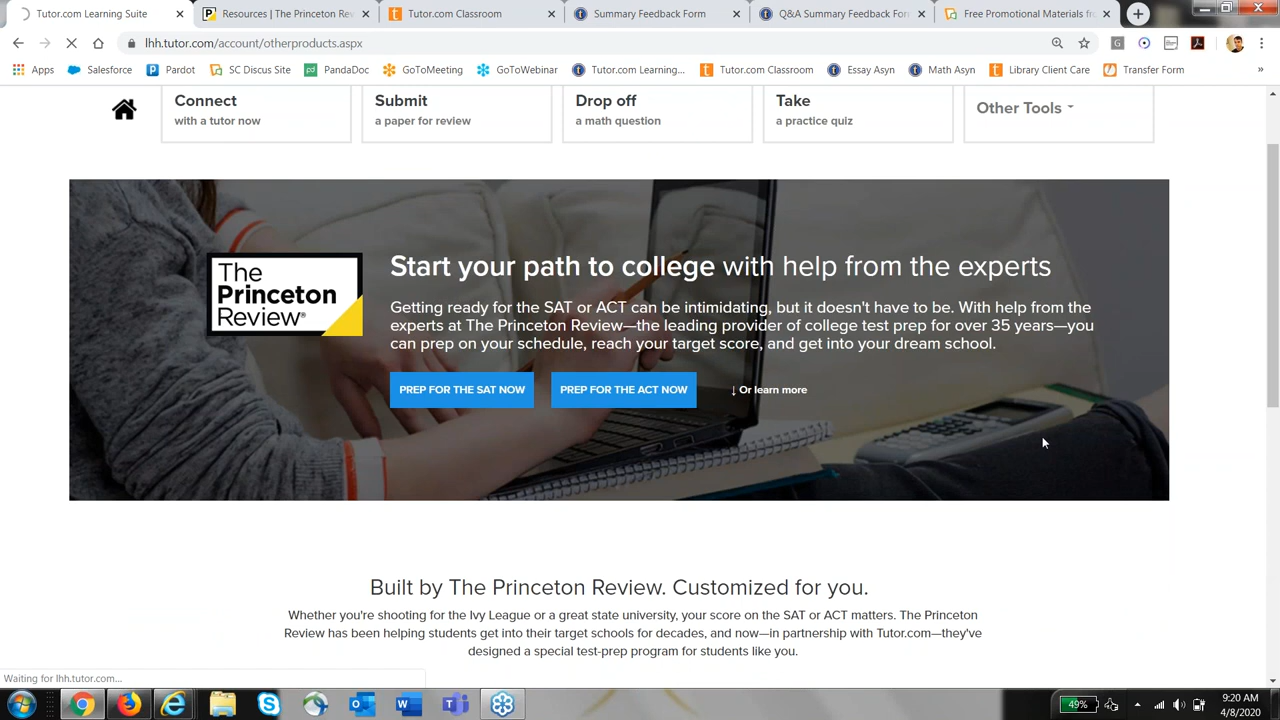 Tutor.com Learning Suite
Resources | The Princeton Rev
Tutor.com Classroom
Summary Feedback Form
Q&A Summary Feedback For
Free Promotional Materials fr
lhh.tutor.com/account/otherproducts.aspx
Apps
Salesforce
Pardot
SC Discus Site
PandaDoc
GoToMeeting
GoToWebinar
Tutor.com Learning...
Tutor.com Classroom
Essay Asyn
Math Asyn
Library Client Care
Transfer Form
»
Connect
with a tutor now
Submit
a paper for review
Drop off
a math question
Take
a practice quiz
Other Tools
The
Princeton
Review®
Start your path to college with help from the experts
Getting ready for the SAT or ACT can be intimidating, but it doesn't have to be. With help from the
experts at The Princeton Review—the leading provider of college test prep for over 35 years—you
can prep on your schedule, reach your target score, and get into your dream school.
PREP FOR THE SAT NOW
PREP FOR THE ACT NOW
↓ Or learn more
Built by The Princeton Review. Customized for you.
Whether you're shooting for the Ivy League or a great state university, your score on the SAT or ACT matters. The Princeton
Review has been helping students get into their target schools for decades, and now—in partnership with Tutor.com—they've
designed a special test-prep program for students like you.
Waiting for lhh.tutor.com...
49%
9:20 AM
4/8/2020